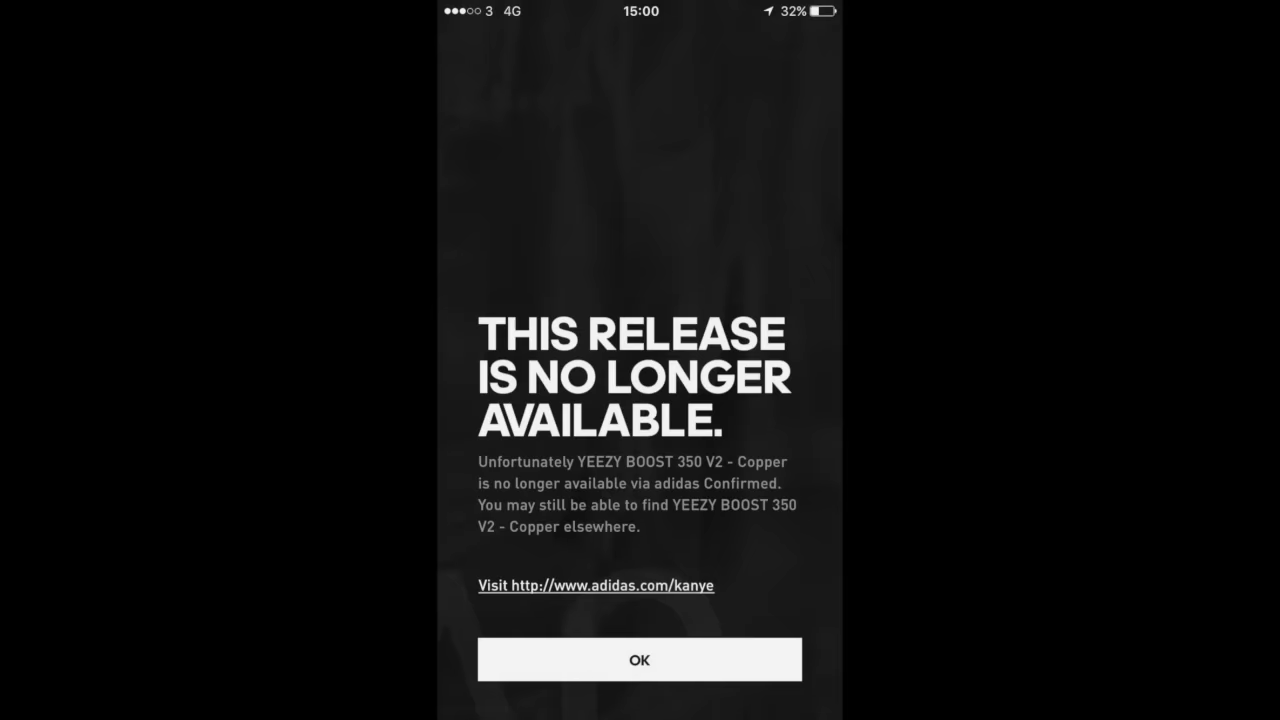 3 4G 15:00 32%
THIS RELEASE
IS NO LONGER
AVAILABLE.
Unfortunately YEEZY BOOST 350 V2 - Copper
is no longer available via adidas Confirmed.
You may still be able to find YEEZY BOOST 350
V2 - Copper elsewhere.
Visit http://www.adidas.com/kanye
OK